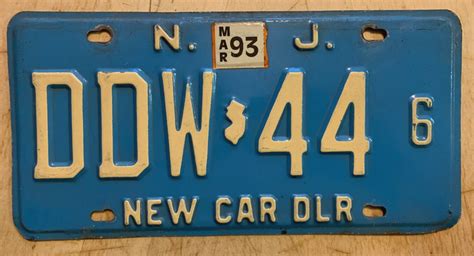 N. MAR 93 J.
DDW 44 6
NEW CAR DLR